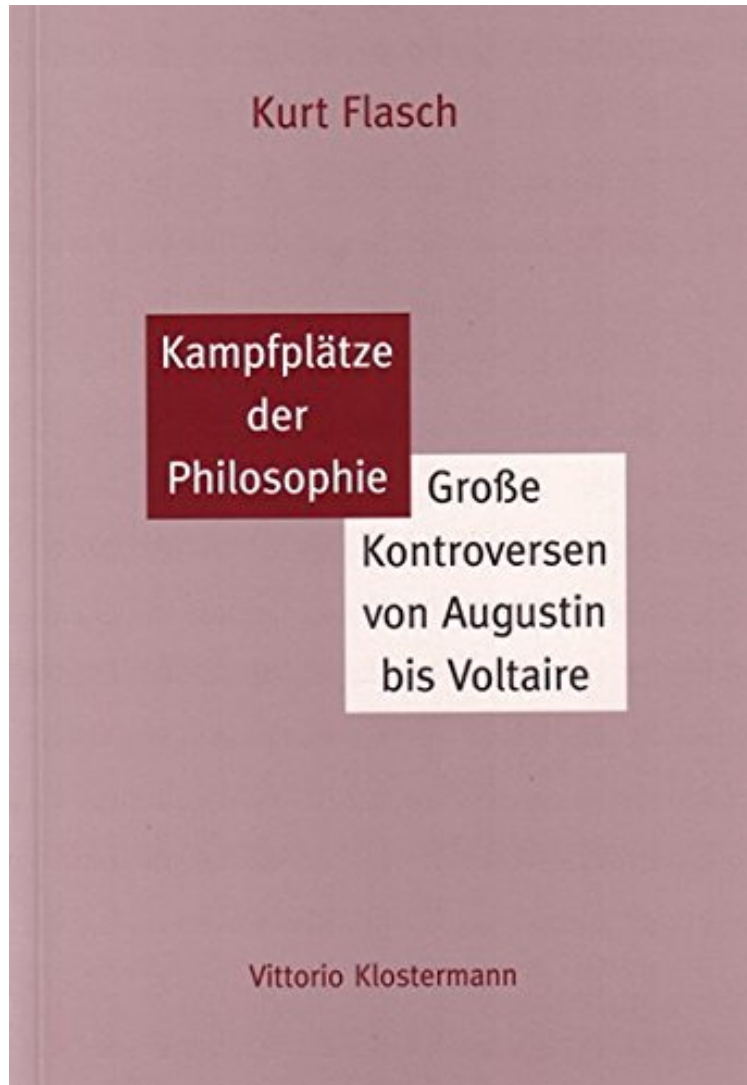 Kurt Flasch
Kampfplätze
der
Philosophie
Große
Kontroversen
von Augustin
bis Voltaire
Vittorio Klostermann